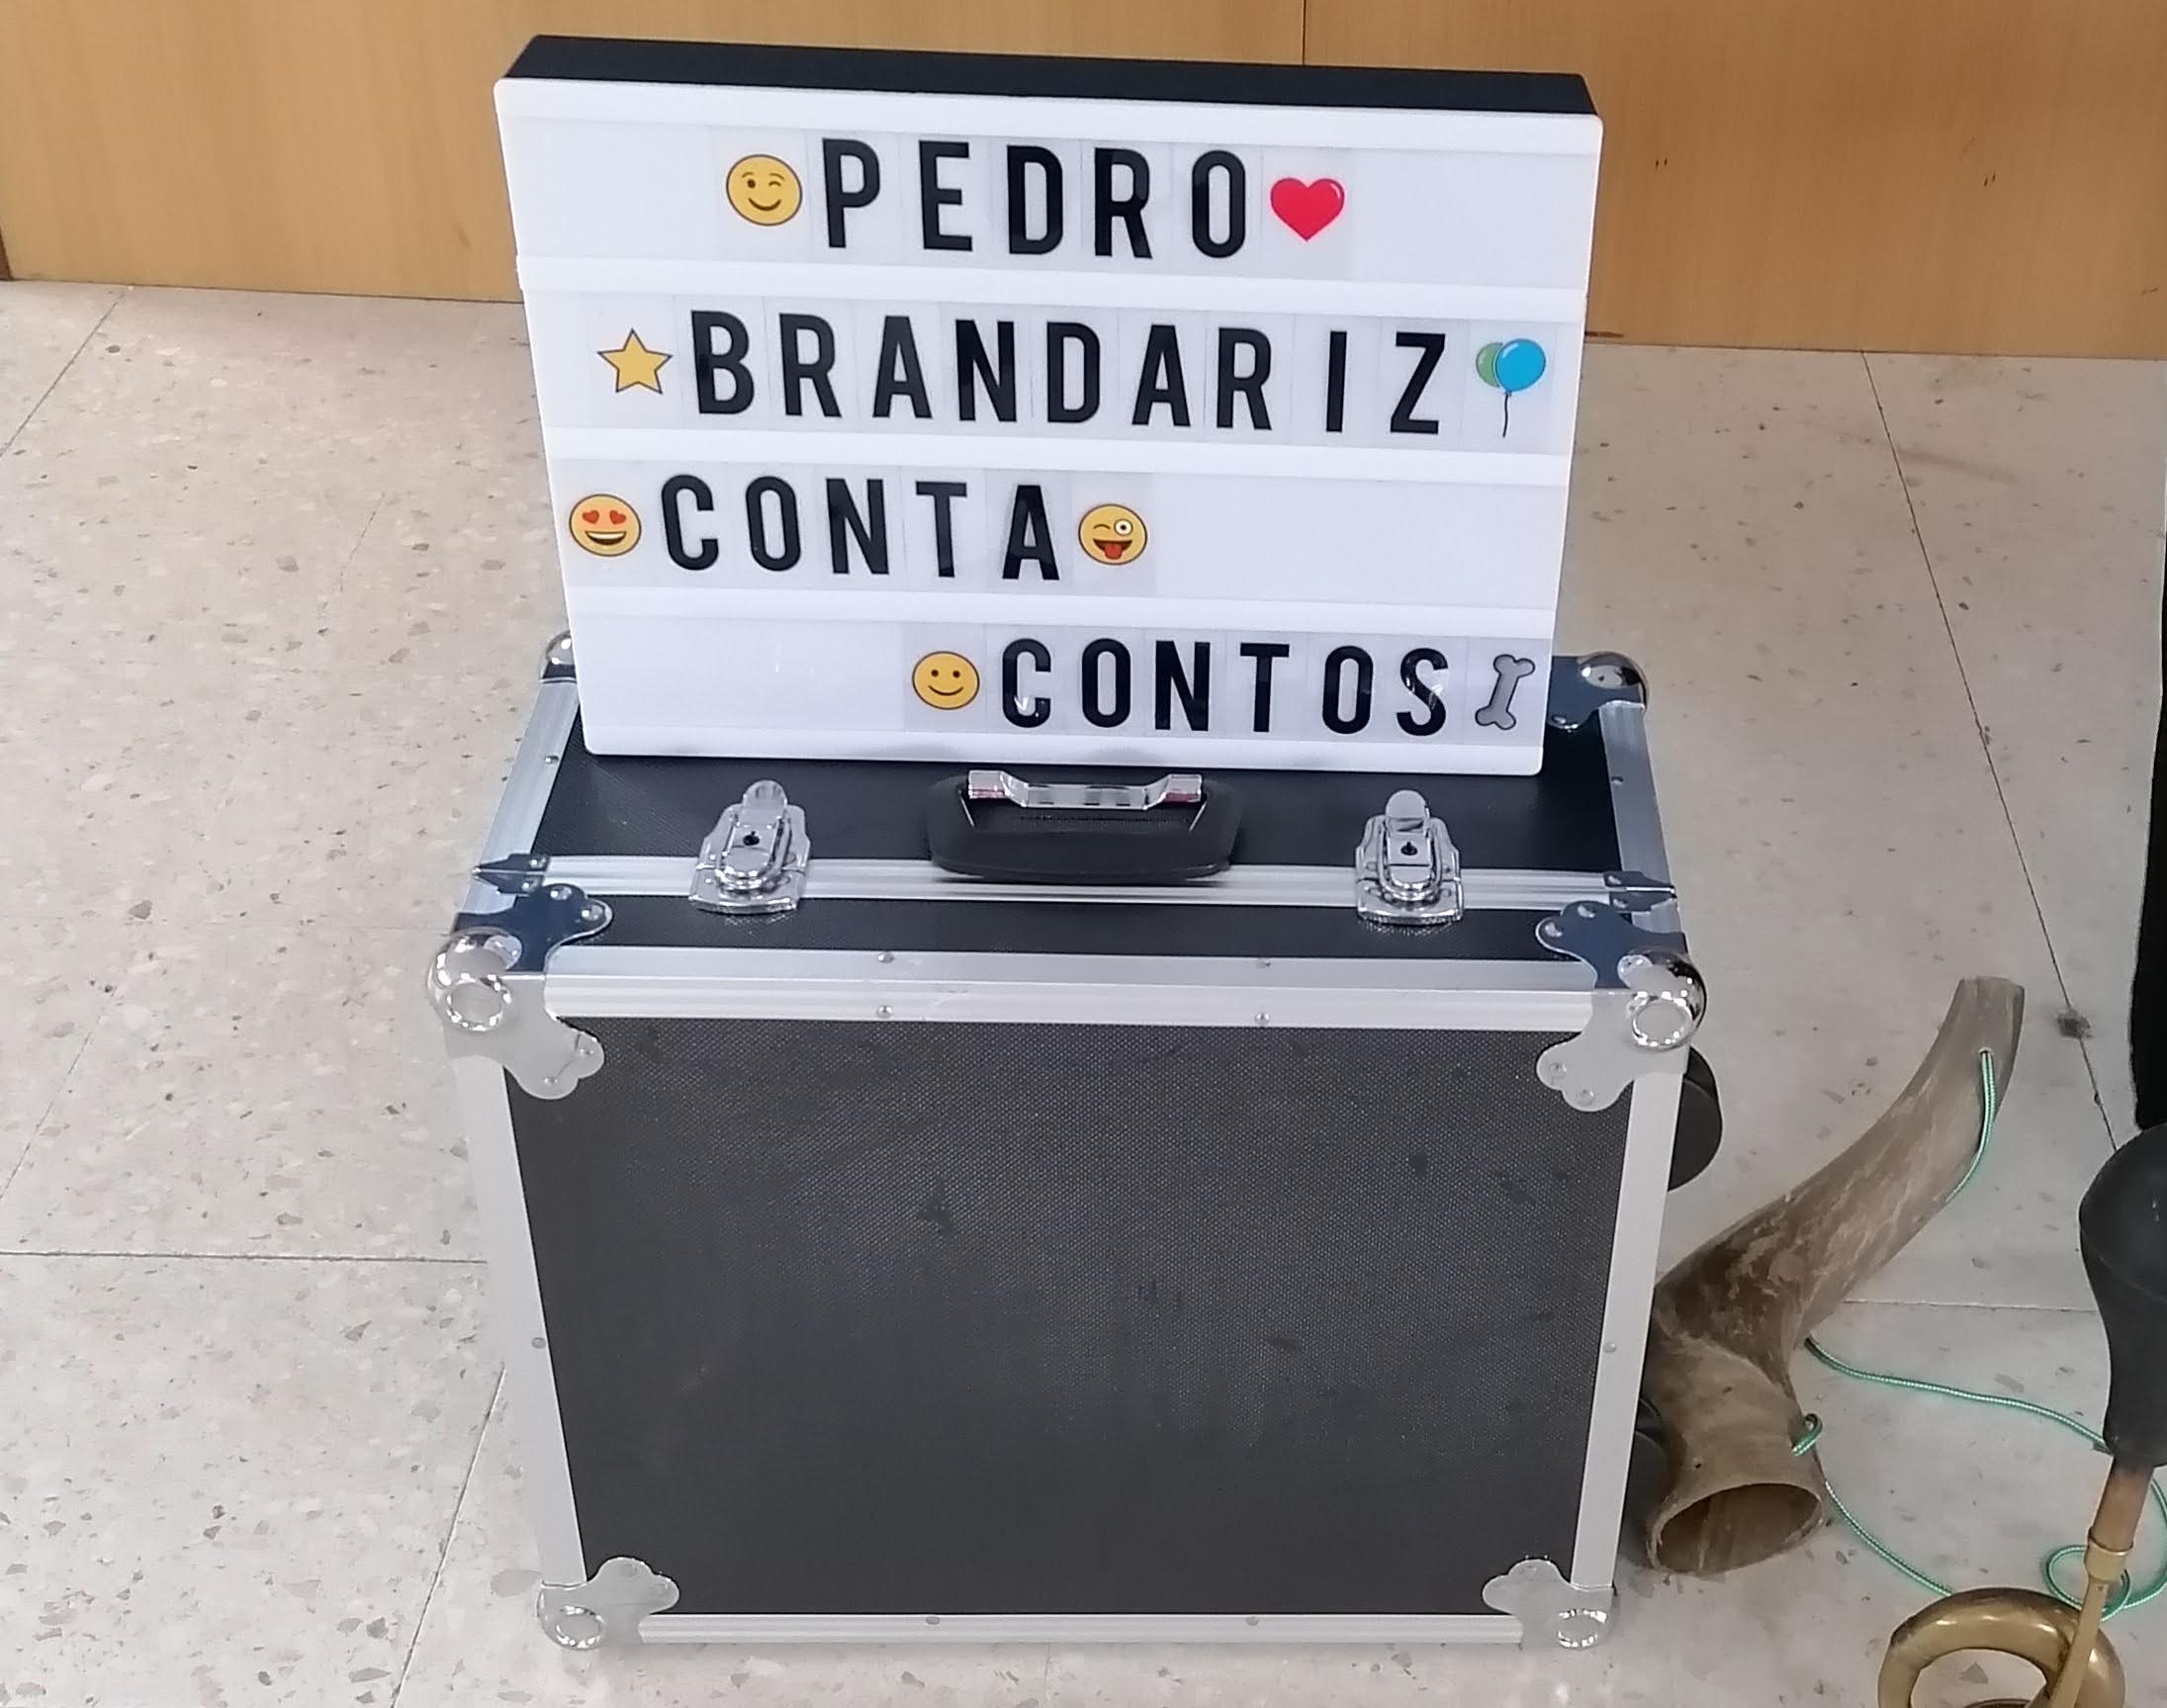 😉PEDRO❤️
⭐BRANDARIZ🎈
😍CONTA😜
🙂CONTOS🦴